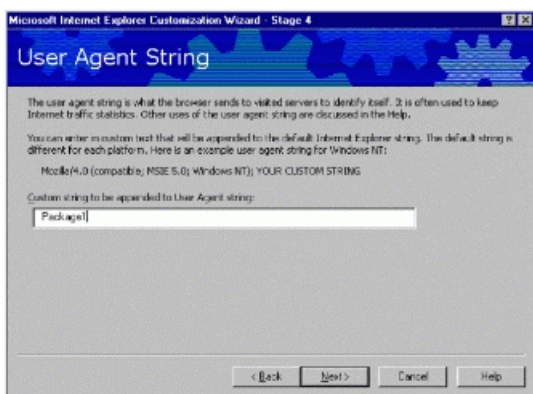 Microsoft Internet Explorer Customization Wizard - Stage 4
User Agent String
The user agent string is what the browser sends to visited servers to identify itself. It is often used to keep
Internet traffic statistics. Other uses of the user agent string are discussed in the Help.
You can enter in custom text that will be appended to the default Internet Explorer string. The default string is
different for each platform. Here is an example user agent string for Windows NT:
Mozilla/4.0 (compatible; MSIE 5.0; Windows NT); YOUR CUSTOM STRING
Custom string to be appended to User Agent string:
Package1
< Back
Next >
Cancel
Help